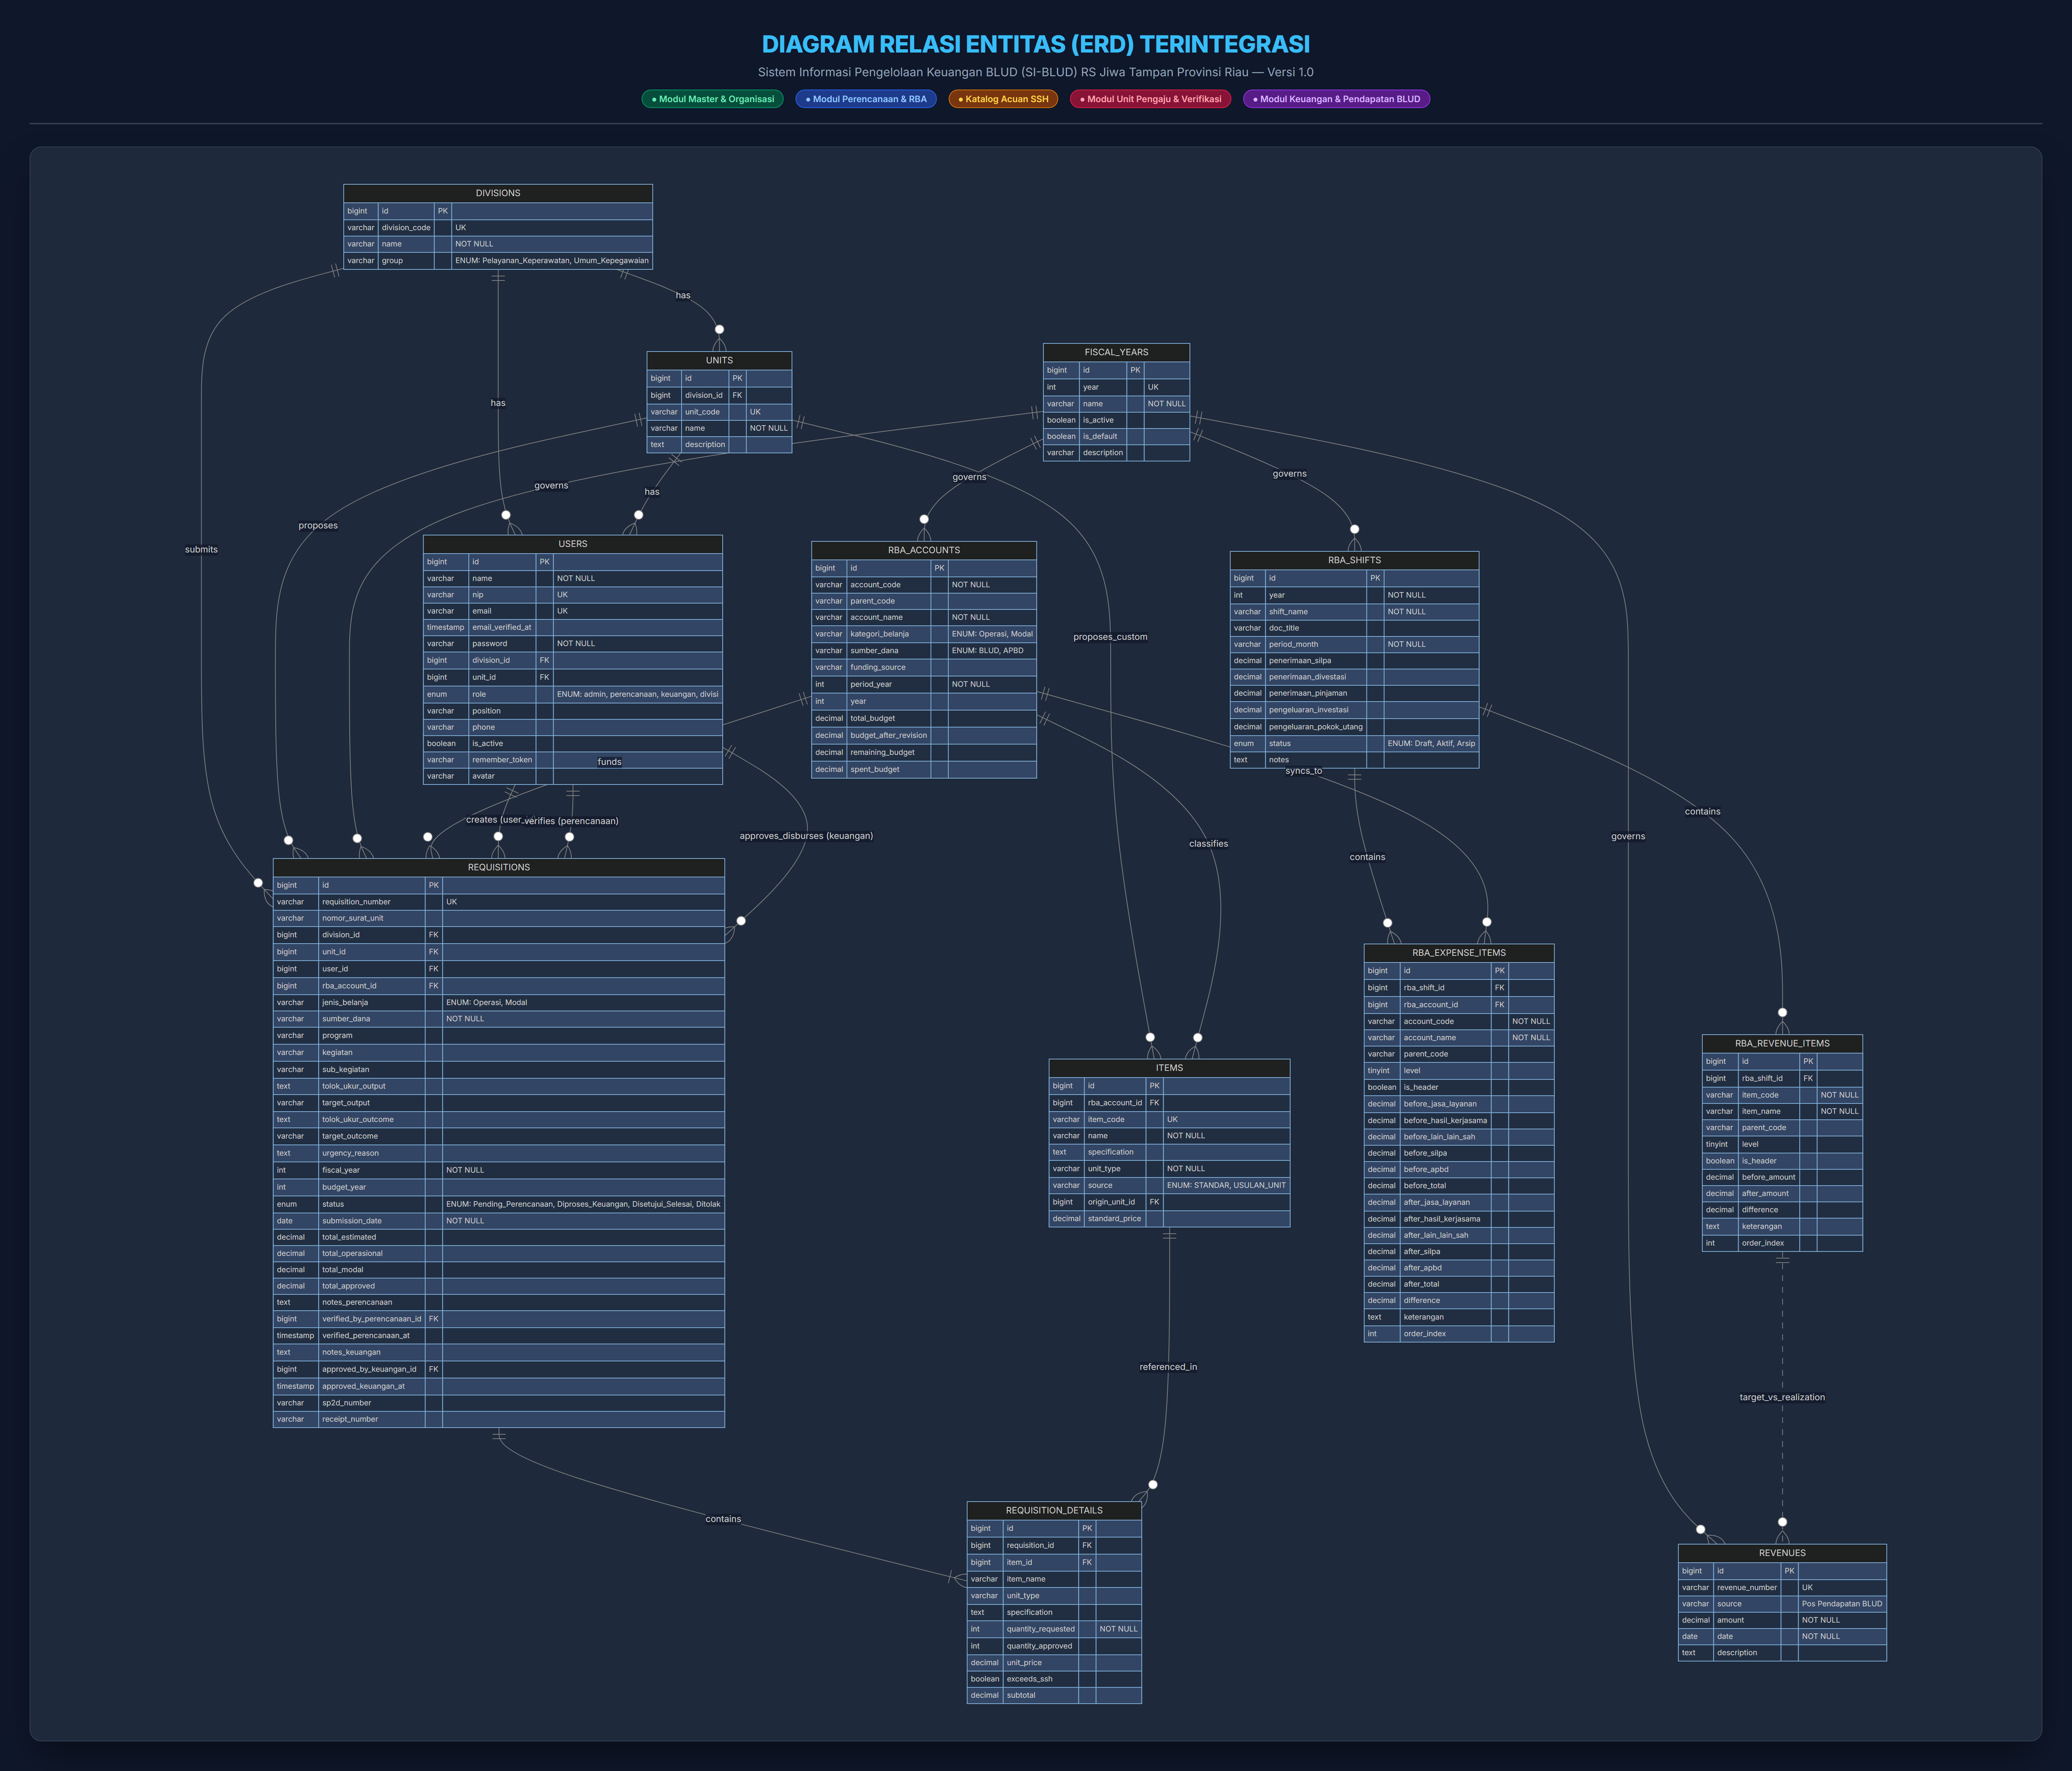 DIAGRAM RELASI ENTITAS (ERD) TERINTEGRASI
Sistem Informasi Pengelolaan Keuangan BLUD (SI-BLUD) RS Jiwa Tampan Provinsi Riau — Versi 1.0
● Modul Master & Organisasi ● Modul Perencanaan & RBA ● Katalog Acuan SSH ● Modul Unit Pengaju & Verifikasi ● Modul Keuangan & Pendapatan BLUD
DIVISIONS
bigint id PK
varchar division_code UK
varchar name NOT NULL
varchar group ENUM: Pelayanan_Keperawatan, Umum_Kepegawaian
has
UNITS
bigint id PK
bigint division_id FK
varchar unit_code UK
varchar name NOT NULL
text description
FISCAL_YEARS
bigint id PK
int year UK
varchar name NOT NULL
boolean is_active
boolean is_default
varchar description
has
governs
has
governs
governs
proposes
submits
USERS
bigint id PK
varchar name NOT NULL
varchar nip UK
varchar email UK
timestamp email_verified_at
varchar password NOT NULL
bigint division_id FK
bigint unit_id FK
enum role ENUM: admin, perencanaan, keuangan, divisi
varchar position
varchar phone
boolean is_active
varchar remember_token
varchar avatar
RBA_ACCOUNTS
bigint id PK
varchar account_code NOT NULL
varchar parent_code
varchar account_name NOT NULL
varchar kategori_belanja ENUM: Operasi, Modal
varchar sumber_dana ENUM: BLUD, APBD
varchar funding_source
int period_year NOT NULL
int year
decimal total_budget
decimal budget_after_revision
decimal remaining_budget
decimal spent_budget
proposes_custom
RBA_SHIFTS
bigint id PK
int year NOT NULL
varchar shift_name NOT NULL
varchar doc_title
varchar period_month NOT NULL
decimal penerimaan_silpa
decimal penerimaan_divestasi
decimal penerimaan_pinjaman
decimal pengeluaran_investasi
decimal pengeluaran_pokok_utang
enum status ENUM: Draft, Aktif, Arsip
text notes
funds
syncs_to
creates (user_
verifies (perencanaan)
approves_disburses (keuangan)
classifies
contains
governs
contains
REQUISITIONS
bigint id PK
varchar requisition_number UK
varchar nomor_surat_unit
bigint division_id FK
bigint unit_id FK
bigint user_id FK
bigint rba_account_id FK
varchar jenis_belanja ENUM: Operasi, Modal
varchar sumber_dana NOT NULL
varchar program
varchar kegiatan
varchar sub_kegiatan
text tolok_ukur_output
varchar target_output
text tolok_ukur_outcome
varchar target_outcome
text urgency_reason
int fiscal_year NOT NULL
int budget_year
enum status ENUM: Pending_Perencanaan, Diproses_Keuangan, Disetujui_Selesai, Ditolak
date submission_date NOT NULL
decimal total_estimated
decimal total_operasional
decimal total_modal
decimal total_approved
text notes_perencanaan
bigint verified_by_perencanaan_id FK
timestamp verified_perencanaan_at
text notes_keuangan
bigint approved_by_keuangan_id FK
timestamp approved_keuangan_at
varchar sp2d_number
varchar receipt_number
ITEMS
bigint id PK
bigint rba_account_id FK
varchar item_code UK
varchar name NOT NULL
text specification
varchar unit_type NOT NULL
varchar source ENUM: STANDAR, USULAN_UNIT
bigint origin_unit_id FK
decimal standard_price
RBA_EXPENSE_ITEMS
bigint id PK
bigint rba_shift_id FK
bigint rba_account_id FK
varchar account_code NOT NULL
varchar account_name NOT NULL
varchar parent_code
tinyint level
boolean is_header
decimal before_jasa_layanan
decimal before_hasil_kerjasama
decimal before_lain_lain_sah
decimal before_silpa
decimal before_apbd
decimal before_total
decimal after_jasa_layanan
decimal after_hasil_kerjasama
decimal after_lain_lain_sah
decimal after_silpa
decimal after_apbd
decimal after_total
decimal difference
text keterangan
int order_index
RBA_REVENUE_ITEMS
bigint id PK
bigint rba_shift_id FK
varchar item_code NOT NULL
varchar item_name NOT NULL
varchar parent_code
tinyint level
boolean is_header
decimal before_amount
decimal after_amount
decimal difference
text keterangan
int order_index
referenced_in
target_vs_realization
contains
REQUISITION_DETAILS
bigint id PK
bigint requisition_id FK
bigint item_id FK
varchar item_name
varchar unit_type
text specification
int quantity_requested NOT NULL
int quantity_approved
decimal unit_price
boolean exceeds_ssh
decimal subtotal
REVENUES
bigint id PK
varchar revenue_number UK
varchar source Pos Pendapatan BLUD
decimal amount NOT NULL
date date NOT NULL
text description